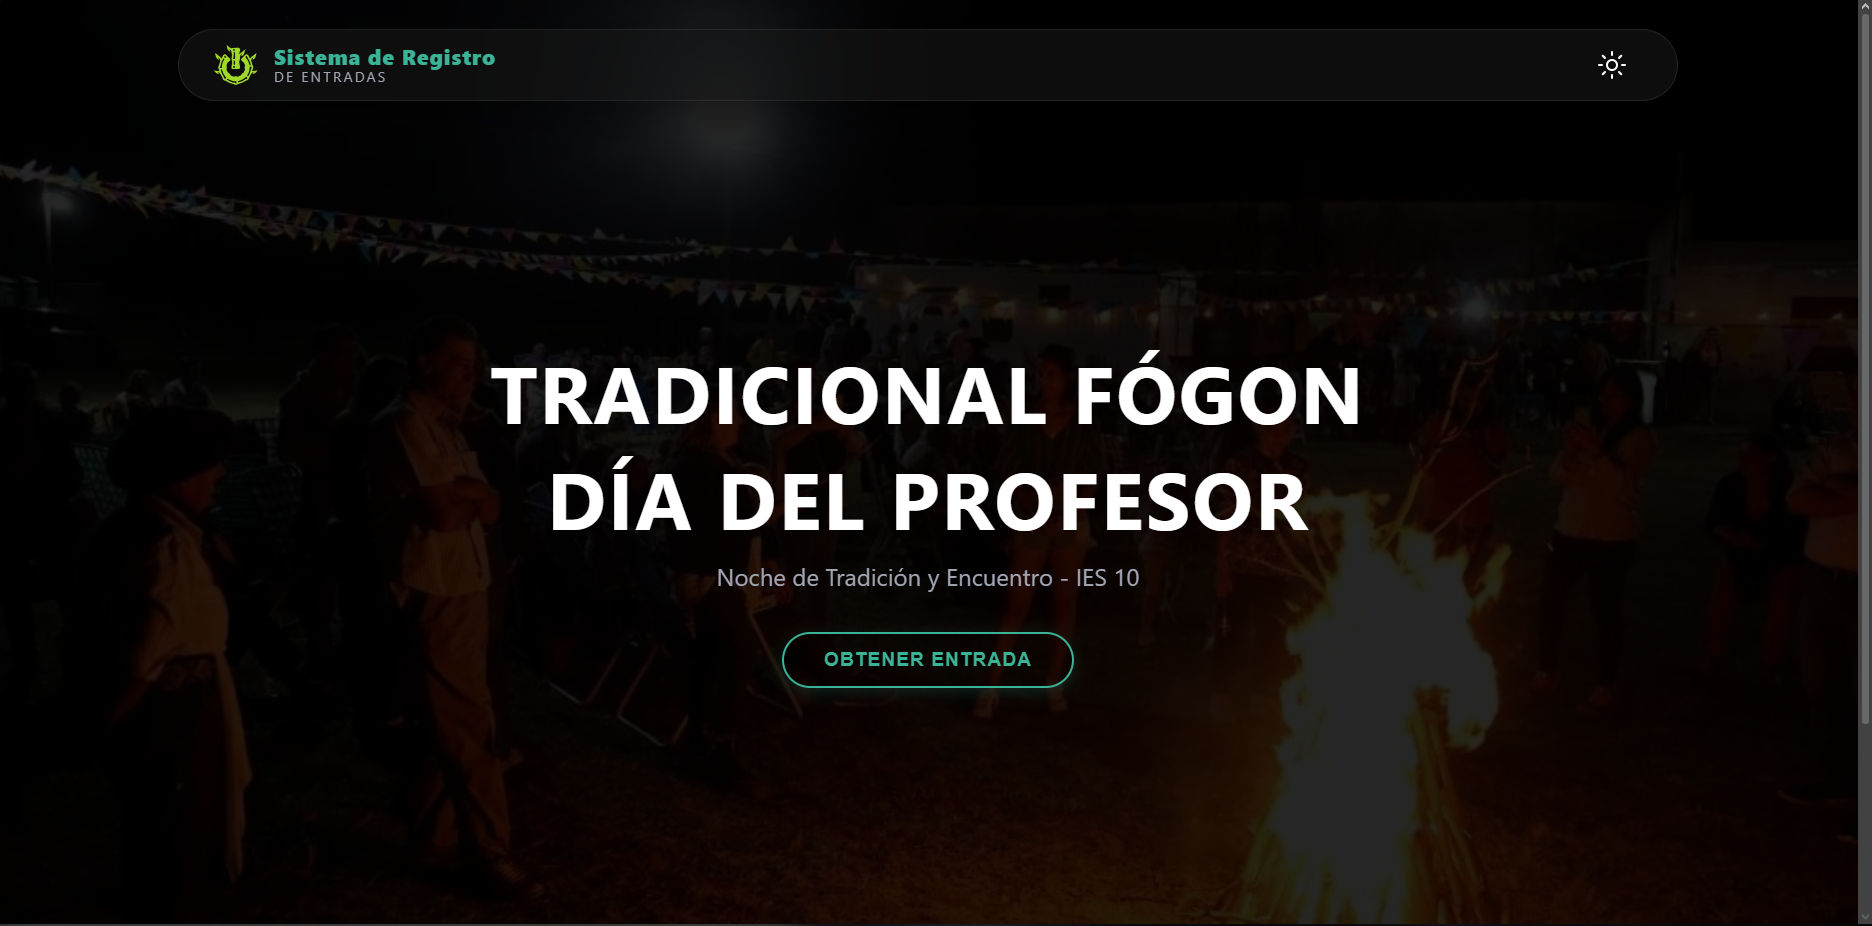 Sistema de Registro
DE ENTRADAS
TRADICIONAL FÓGON
DÍA DEL PROFESOR
Noche de Tradición y Encuentro - IES 10
OBTENER ENTRADA